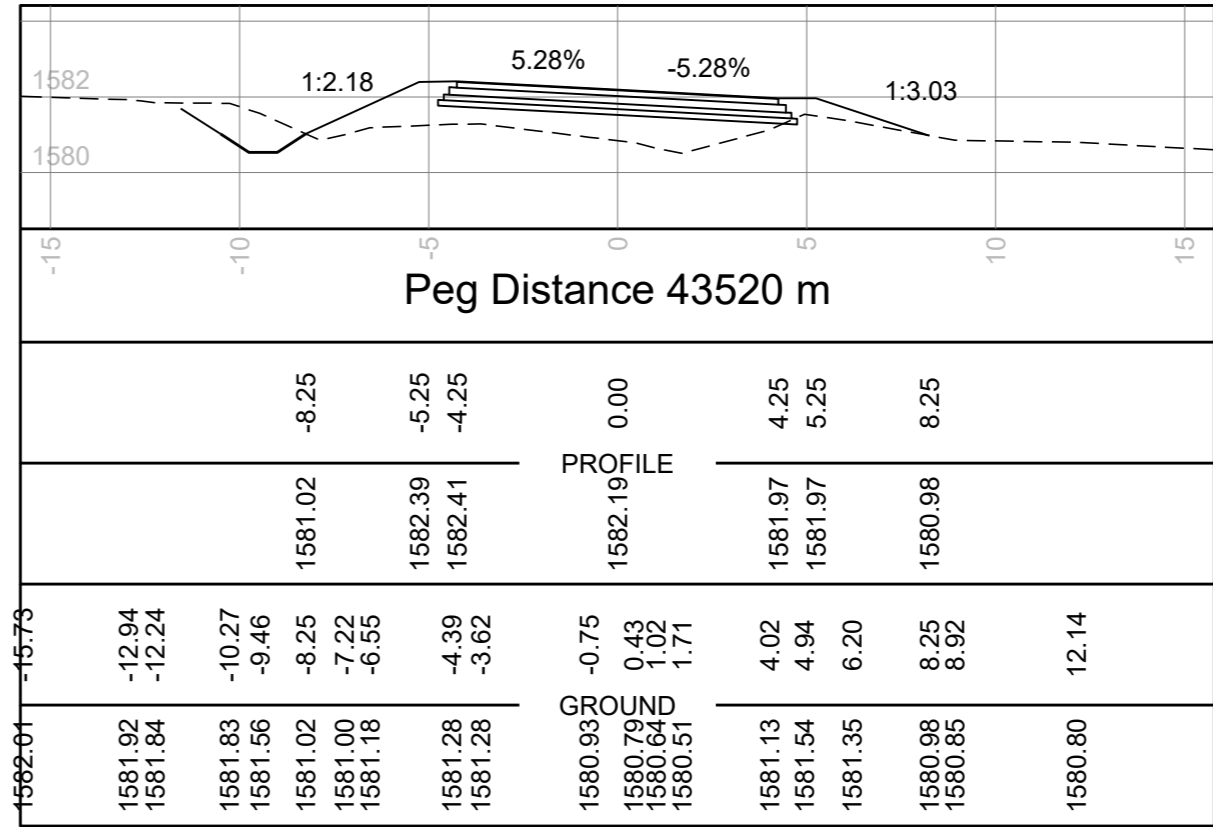 5.28% -5.28%
1582 1:2.18 1:3.03
1580
-15 -10 -5 0 5 10 15
Peg Distance 43520 m
-8.25 -5.25 -4.25 0.00 4.25 5.25 8.25
PROFILE
1581.02 1582.39 1582.41 1582.19 1581.97 1581.97 1580.98
-15.73 -12.94 -12.24 -10.27 -9.46 -8.25 -7.22 -6.55 -4.39 -3.62 -0.75 0.43 1.02 1.71 4.02 4.94 6.20 8.25 8.92 12.14
GROUND
1582.01 1581.92 1581.84 1581.83 1581.56 1581.02 1581.00 1581.18 1581.28 1581.28 1580.93 1580.79 1580.64 1580.51 1581.13 1581.54 1581.35 1580.98 1580.85 1580.80